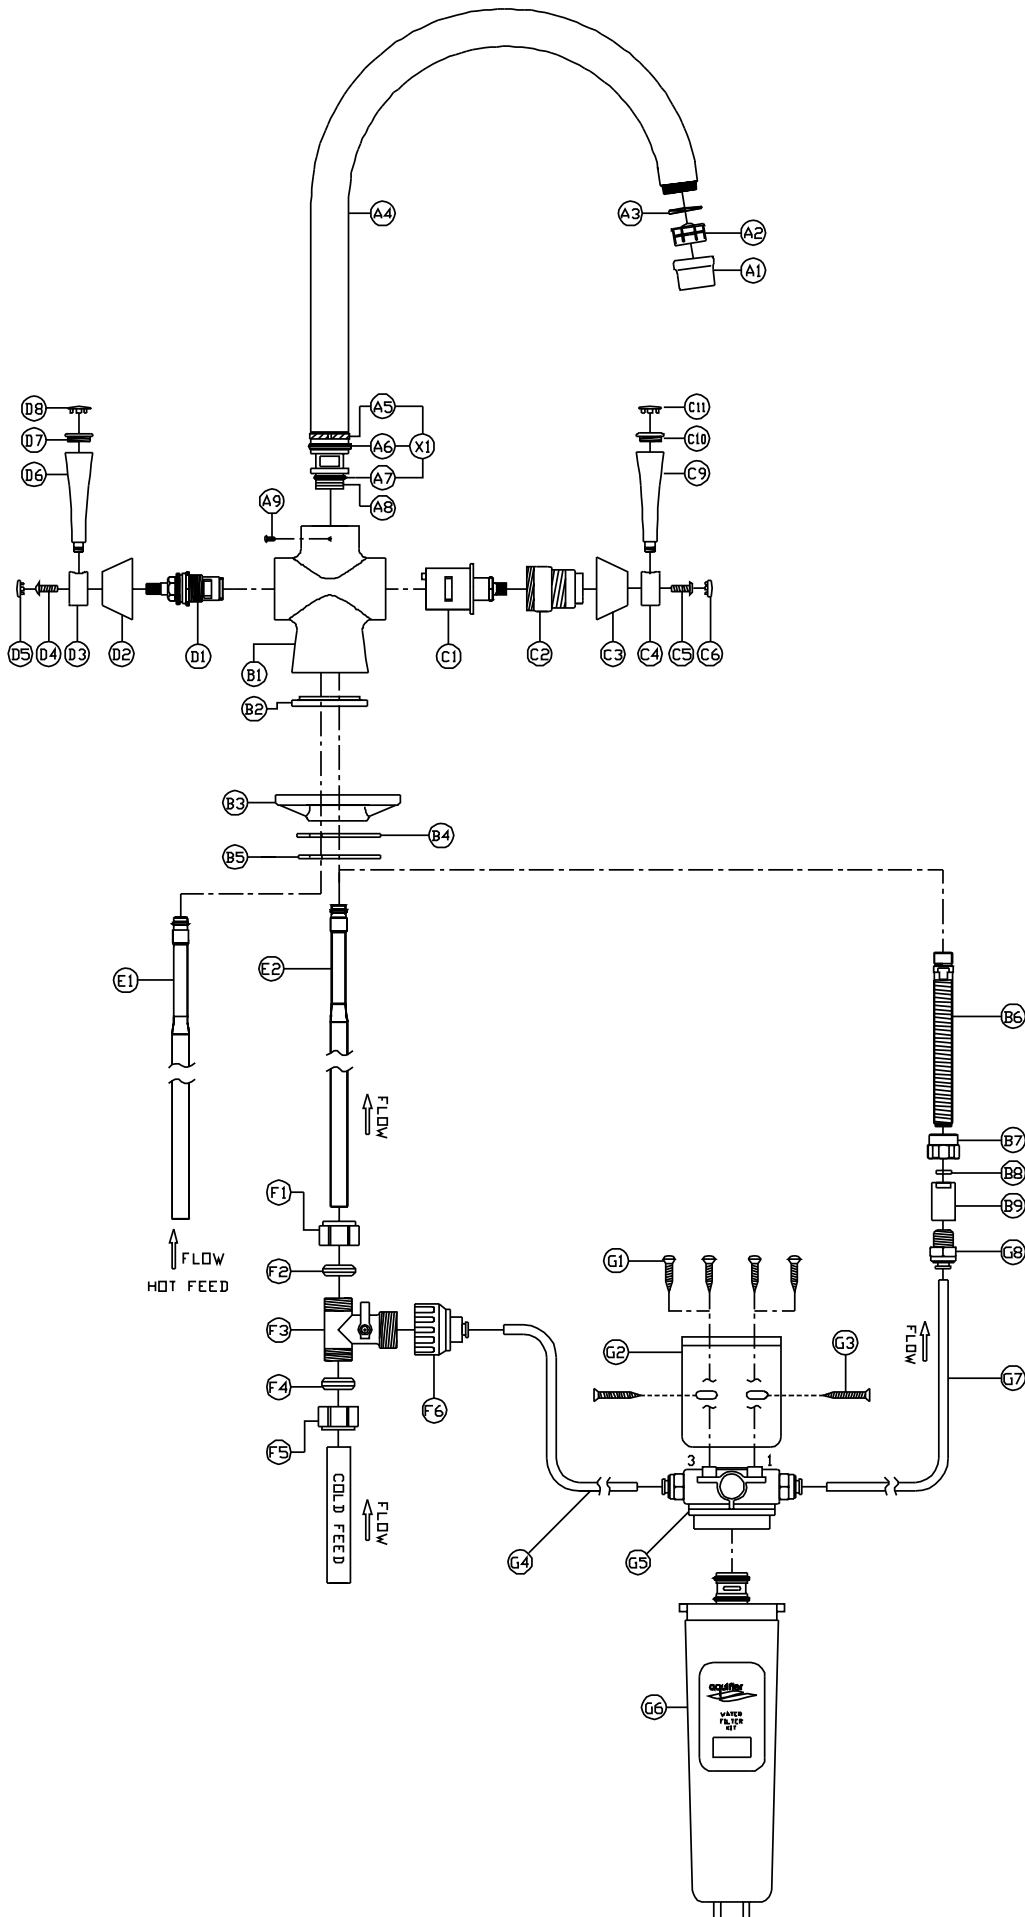 A4
A3
A2
A1
D8
A5
C11
D7
A6
X1
C10
D6
A7
C9
A9
A8
D5
D4
D3
D2
D1
B1
C1
C2
C3
C4
C5
C6
B2
B3
B4
B5
E1
E2
B6
FLOW
B7
B8
F1
B9
FLOW
HOT FEED
F2
G1
G8
F3
FLOW
G2
G3
F4
F6
G7
F5
3
1
COLD FEED
FLOW
G4
G5
aquifier
G6
WATER
FILTER
KIT